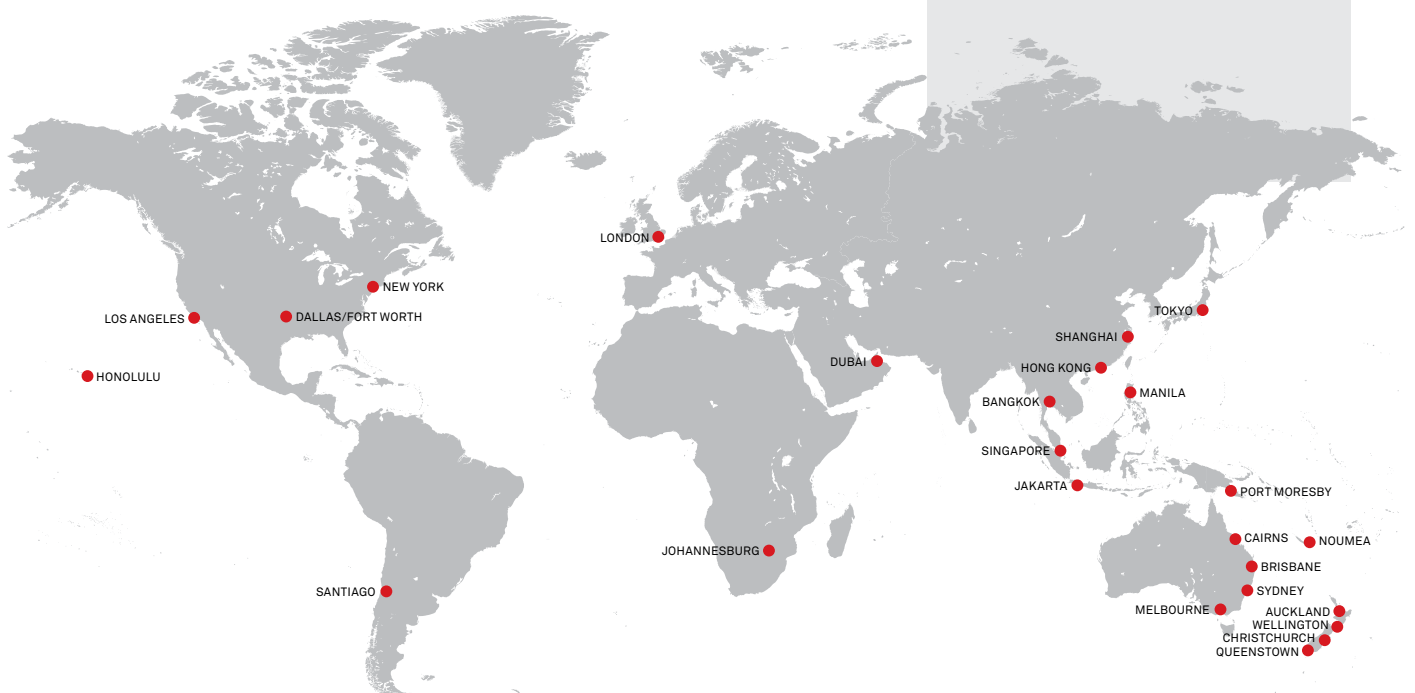 LONDON
NEW YORK
LOS ANGELES
DALLAS/FORT WORTH
TOKYO
SHANGHAI
DUBAI
HONG KONG
HONOLULU
MANILA
BANGKOK
SINGAPORE
JAKARTA
PORT MORESBY
CAIRNS
NOUMEA
JOHANNESBURG
BRISBANE
SANTIAGO
SYDNEY
MELBOURNE
AUCKLAND
WELLINGTON
CHRISTCHURCH
QUEENSTOWN